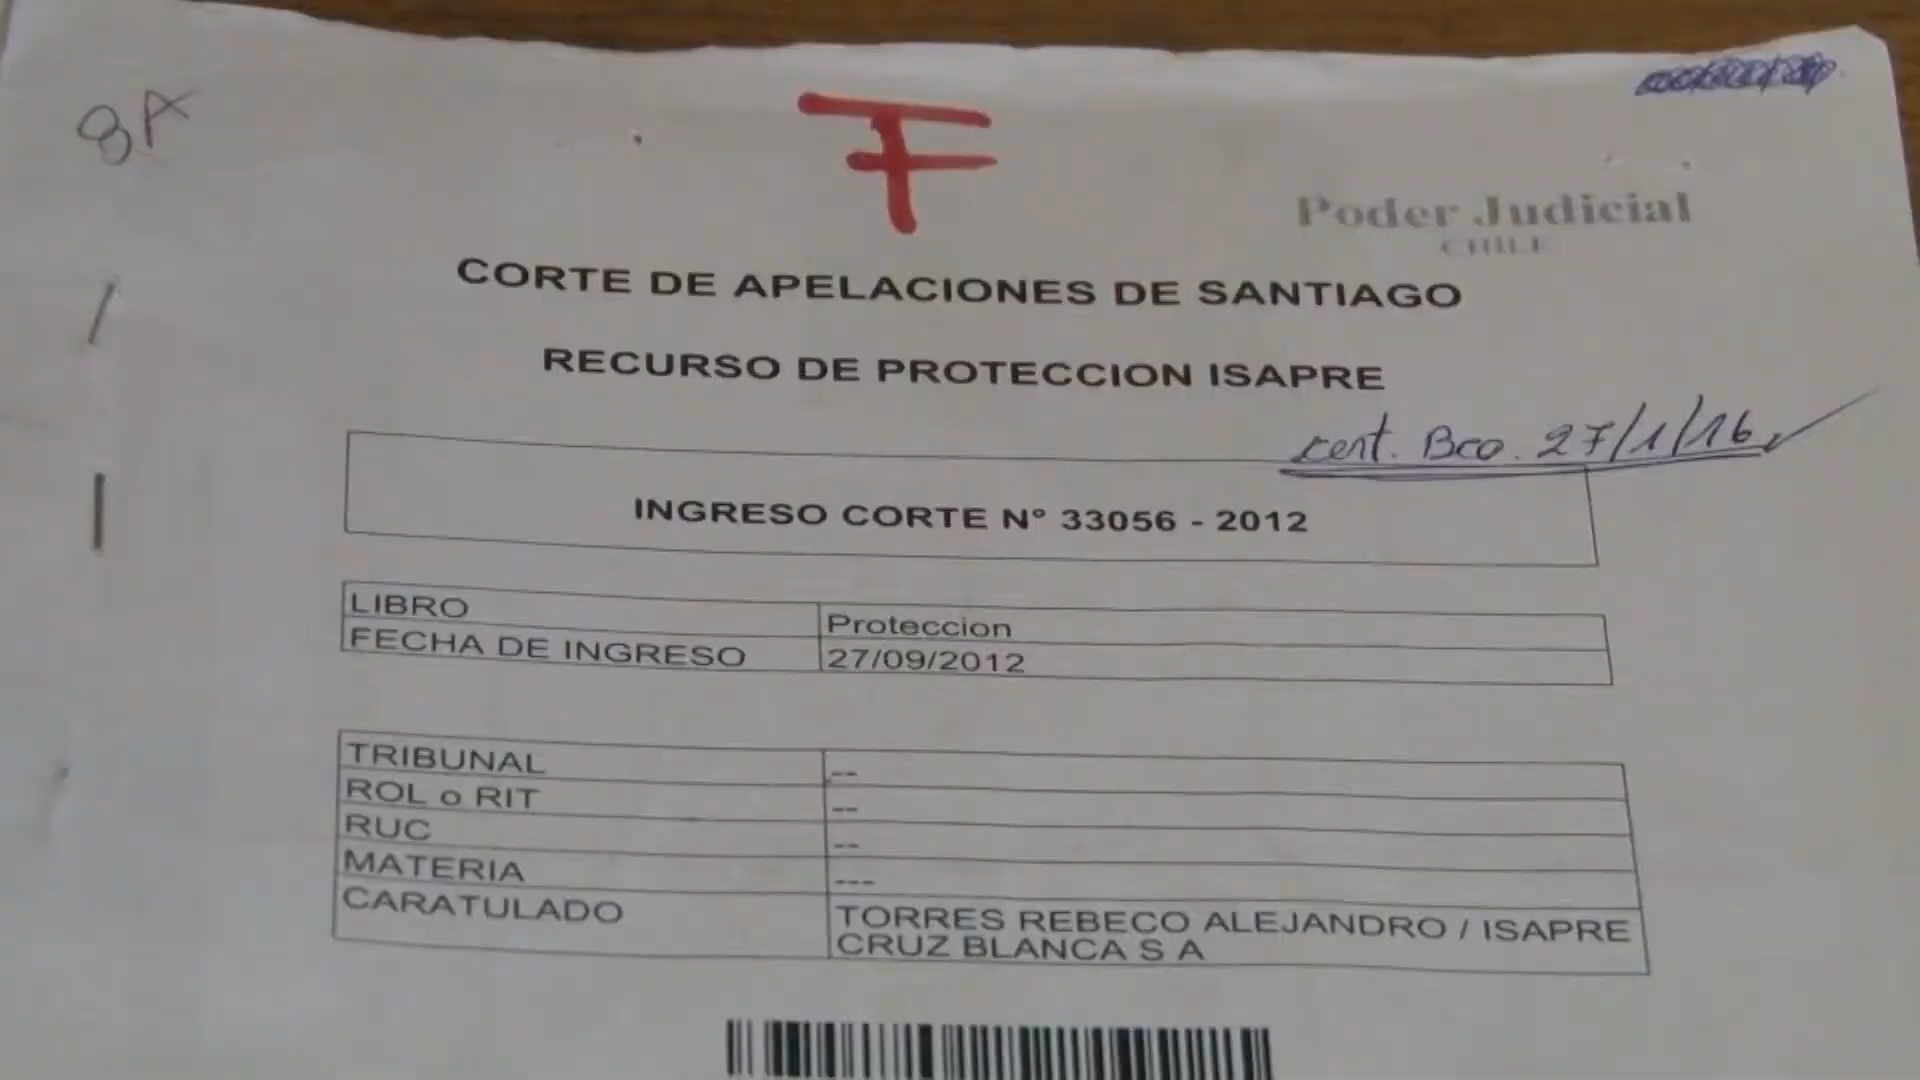 8A
F
Poder Judicial
CHILE
CORTE DE APELACIONES DE SANTIAGO
RECURSO DE PROTECCION ISAPRE
cert. Bco. 27/1/16
INGRESO CORTE N° 33056 - 2012
LIBRO Proteccion
FECHA DE INGRESO 27/09/2012
TRIBUNAL --
ROL o RIT --
RUC --
MATERIA ---
CARATULADO TORRES REBECO ALEJANDRO / ISAPRE
CRUZ BLANCA S A